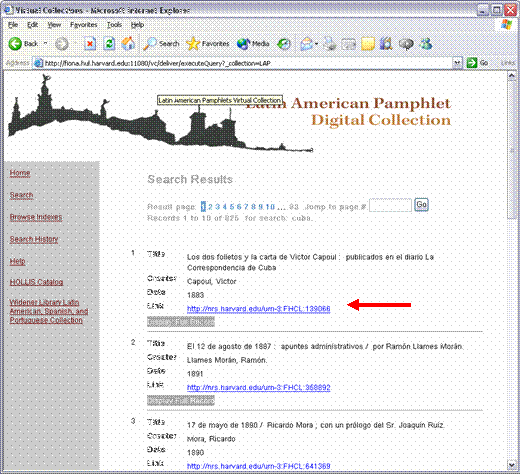 Virtual Collections - Microsoft Internet Explorer
File Edit View Favorites Tools Help
Back Search Favorites Media
Address http://fiona.hul.harvard.edu:11080/vc/deliver/executeQuery?_collection=LAP Go Links
Latin American Pamphlets Virtual Collection
Latin American Pamphlet
Digital Collection
Home
Search
Browse Indexes
Search History
Help
HOLLIS Catalog
Widener Library Latin
American, Spanish, and
Portuguese Collection
Search Results
Result page: 1 2 3 4 5 6 7 8 9 10 ... 83 Jump to page # Go
Records 1 to 10 of 825 for search: cuba.
1 Title Los dos folletos y la carta de Victor Capoul : publicados en el diario La
Correspondencia de Cuba
Creator Capoul, Victor
Date 1883
Link http://nrs.harvard.edu/urn-3:FHCL:139066
Display Full Record
2 Title El 12 de agosto de 1887 : apuntes administrativos / por Ramón Llames Morán.
Creator Llames Morán, Ramón.
Date 1891
Link http://nrs.harvard.edu/urn-3:FHCL:358892
Display Full Record
3 Title 17 de mayo de 1890 / Ricardo Mora ; con un prólogo del Sr. Joaquín Ruíz.
Creator Mora, Ricardo
Date 1890
Link http://nrs.harvard.edu/urn-3:FHCL:641369